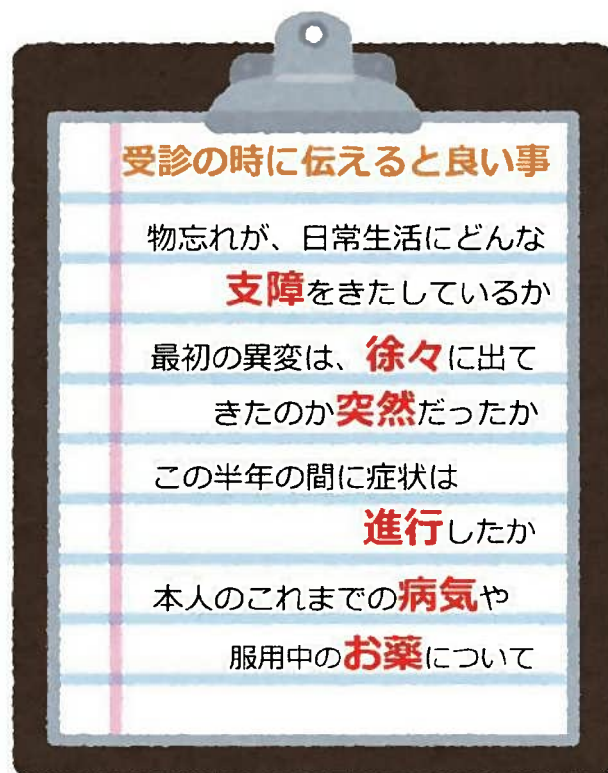 受診の時に伝えると良い事
物忘れが、日常生活にどんな
支障をきたしているか
最初の異変は、徐々に出て
きたのか突然だったか
この半年の間に症状は
進行したか
本人のこれまでの病気や
服用中のお薬について